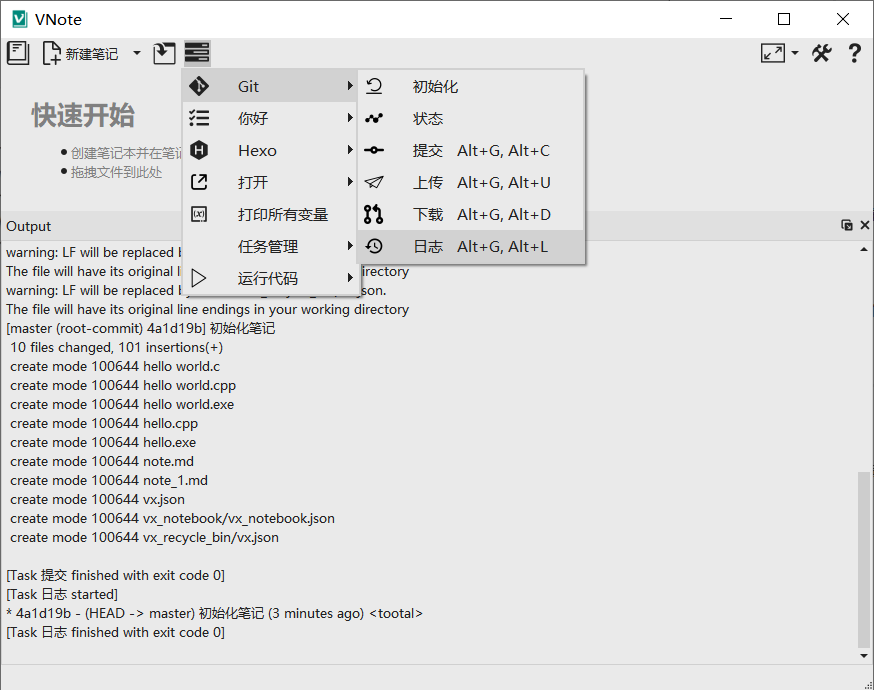 VNote
新建笔记
快速开始
创建笔记本并在笔记
拖拽文件到此处
Git
你好
Hexo
打开
打印所有变量
任务管理
运行代码
初始化
状态
提交 Alt+G, Alt+C
上传 Alt+G, Alt+U
下载 Alt+G, Alt+D
日志 Alt+G, Alt+L
Output
warning: LF will be replaced
The file will have its original directory
warning: LF will be replaced
The file will have its original line endings in your working directory
[master (root-commit) 4a1d19b] 初始化笔记
10 files changed, 101 insertions(+)
create mode 100644 hello world.c
create mode 100644 hello world.cpp
create mode 100644 hello world.exe
create mode 100644 hello.cpp
create mode 100644 hello.exe
create mode 100644 note.md
create mode 100644 note_1.md
create mode 100644 vx.json
create mode 100644 vx_notebook/vx_notebook.json
create mode 100644 vx_recycle_bin/vx.json
[Task 提交 finished with exit code 0]
[Task 日志 started]
* 4a1d19b - (HEAD -> master) 初始化笔记 (3 minutes ago) <tootal>
[Task 日志 finished with exit code 0]